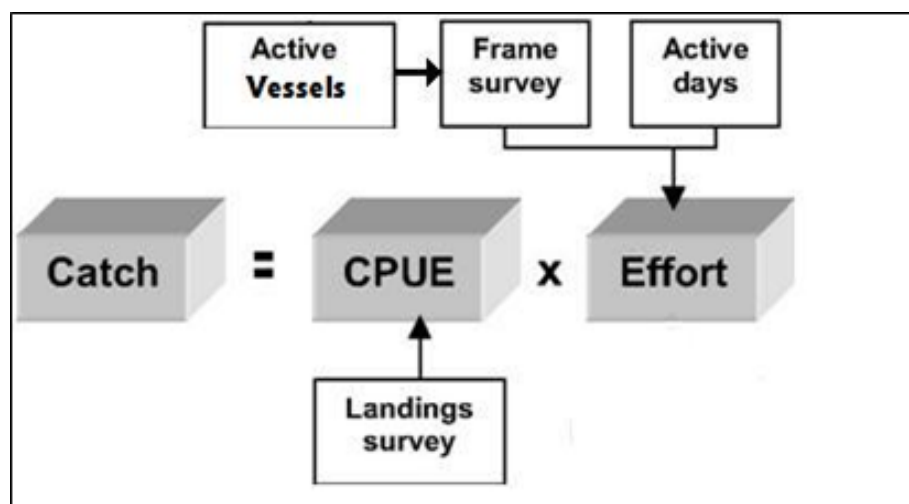 Active
Vessels
Frame
survey
Active
days
Catch = CPUE x Effort
Landings
survey